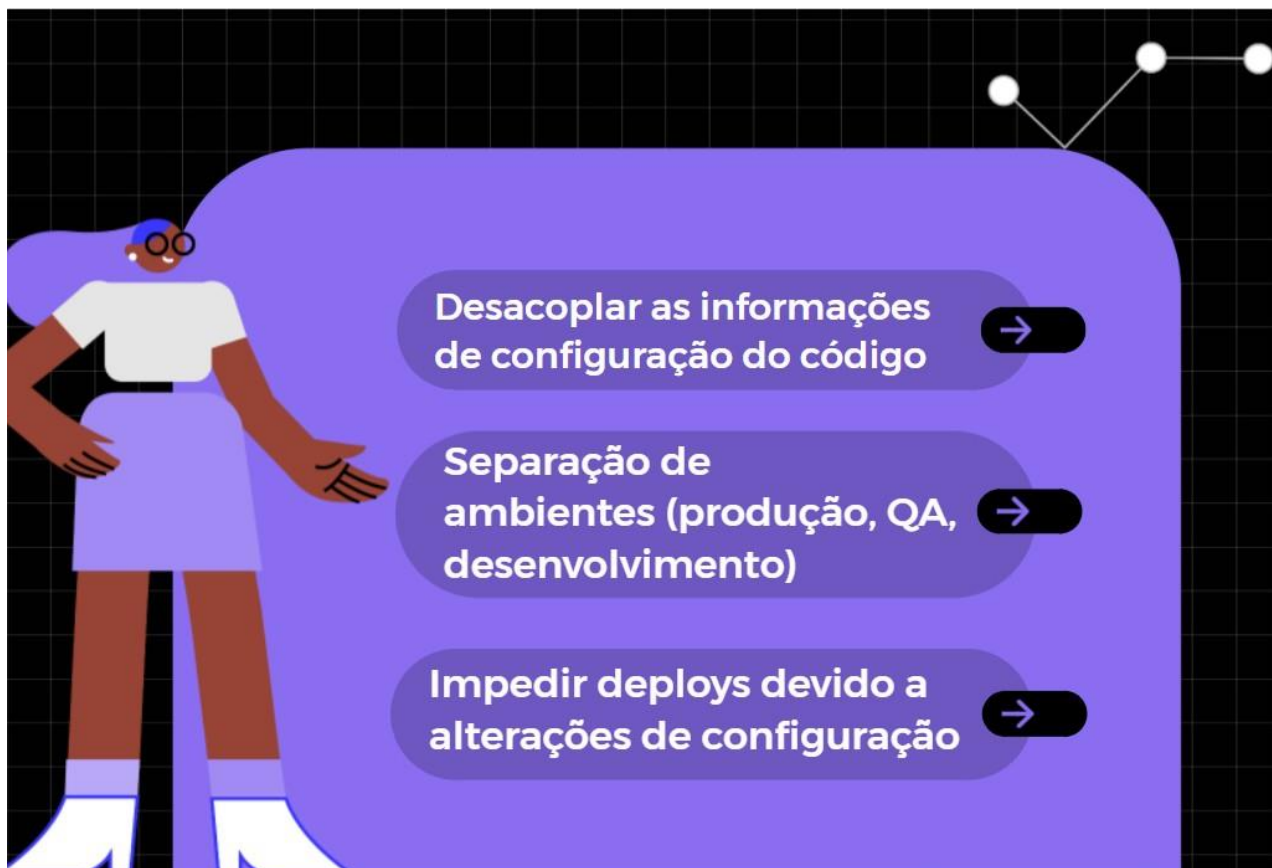 Desacoplar as informações
de configuração do código
Separação de
ambientes (produção, QA,
desenvolvimento)
Impedir deploys devido a
alterações de configuração